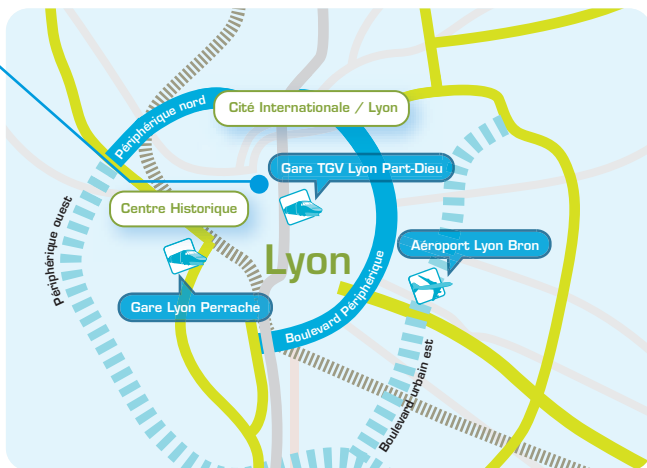 Périphérique nord
Cité Internationale / Lyon
Gare TGV Lyon Part-Dieu
Centre Historique
Périphérique ouest
Aéroport Lyon Bron
Lyon
Gare Lyon Perrache
Boulevard Périphérique
Boulevard urbain est